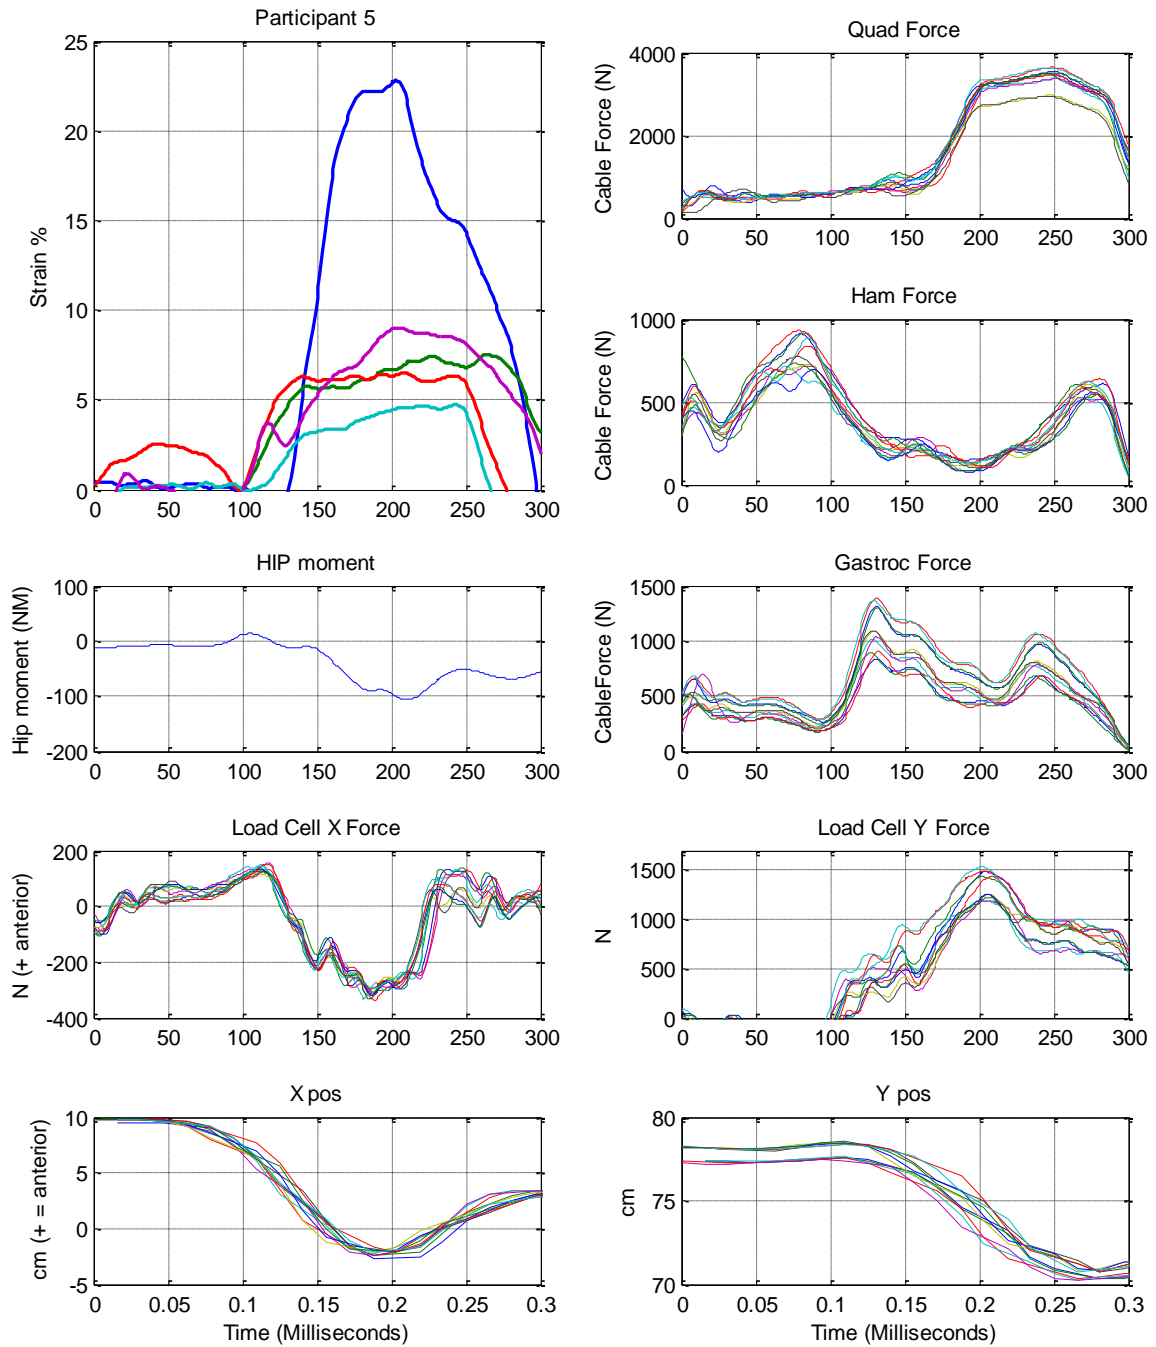 Participant 5
25
20
15
10
5
0
Strain %
0 50 100 150 200 250 300
Quad Force
4000
2000
0
Cable Force (N)
0 50 100 150 200 250 300
Ham Force
1000
500
0
Cable Force (N)
0 50 100 150 200 250 300
HIP moment
100
0
-100
-200
Hip moment (NM)
0 50 100 150 200 250 300
Gastroc Force
1500
1000
500
0
CableForce (N)
0 50 100 150 200 250 300
Load Cell X Force
200
0
-200
-400
N (+ anterior)
0 50 100 150 200 250 300
Load Cell Y Force
1500
1000
500
0
N
0 50 100 150 200 250 300
X pos
10
5
0
-5
cm (+ = anterior)
0 0.05 0.1 0.15 0.2 0.25 0.3
Time (Milliseconds)
Y pos
80
75
70
cm
0 0.05 0.1 0.15 0.2 0.25 0.3
Time (Milliseconds)